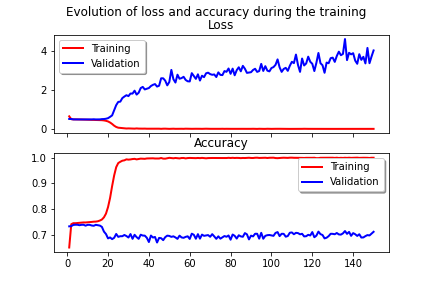 Evolution of loss and accuracy during the training
Loss
4
2
0
Training
Validation
Accuracy
1.0
0.9
0.8
0.7
Training
Validation
0 20 40 60 80 100 120 140